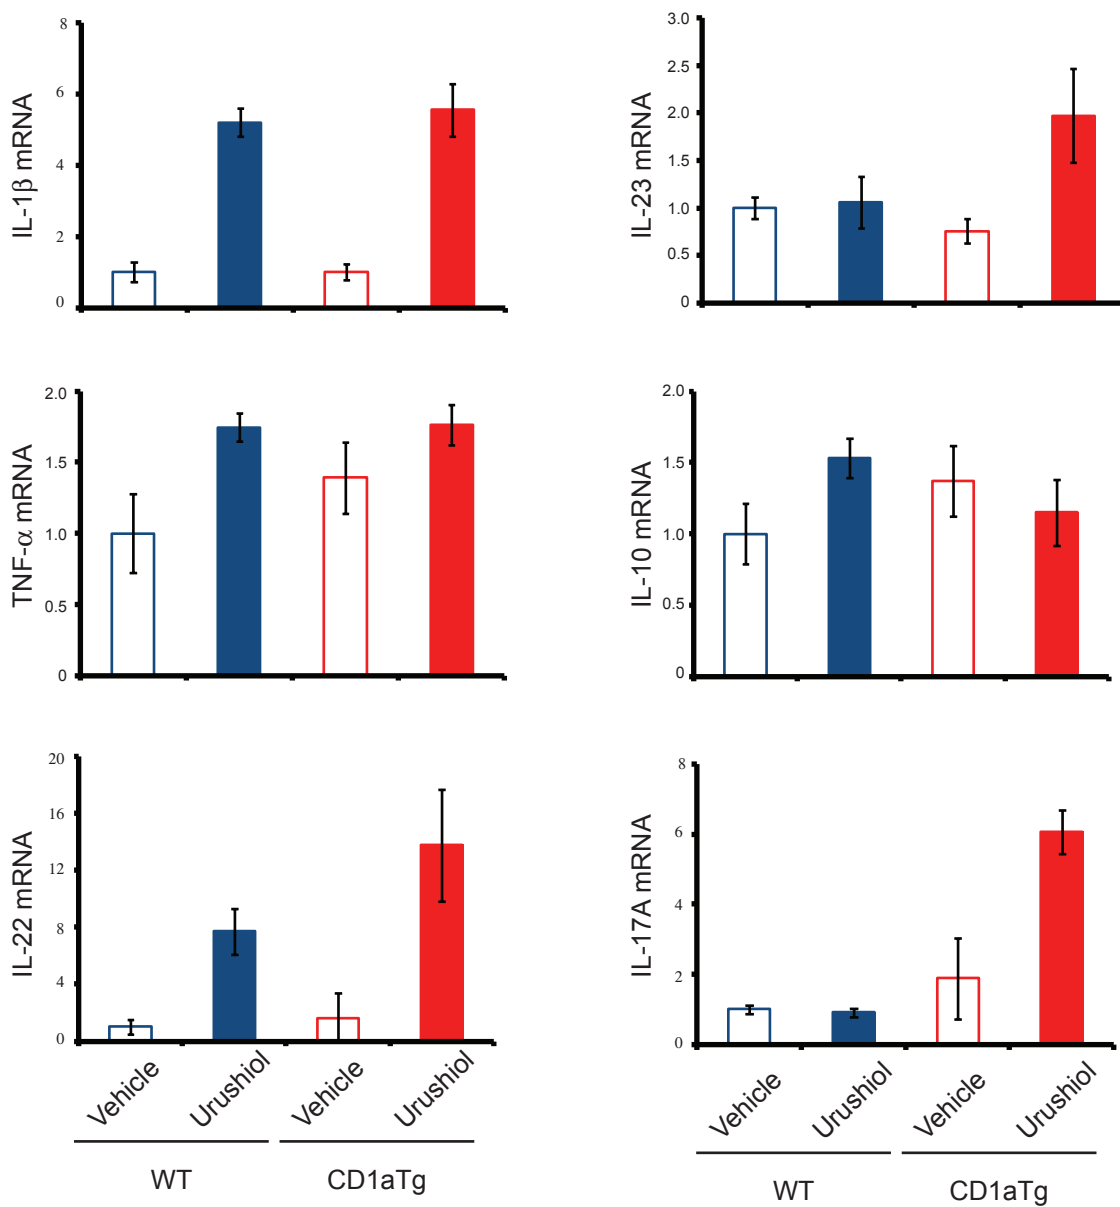 IL-1β mRNA
8
6
4
2
0
IL-23 mRNA
3.0
2.5
2.0
1.5
1.0
0.5
0
TNF-α mRNA
2.0
1.5
1.0
0.5
0
IL-10 mRNA
2.0
1.5
1.0
0.5
0
IL-22 mRNA
20
16
12
8
4
0
IL-17A mRNA
8
6
4
2
0
Vehicle
Urushiol
Vehicle
Urushiol
WT
CD1aTg
Vehicle
Urushiol
Vehicle
Urushiol
WT
CD1aTg